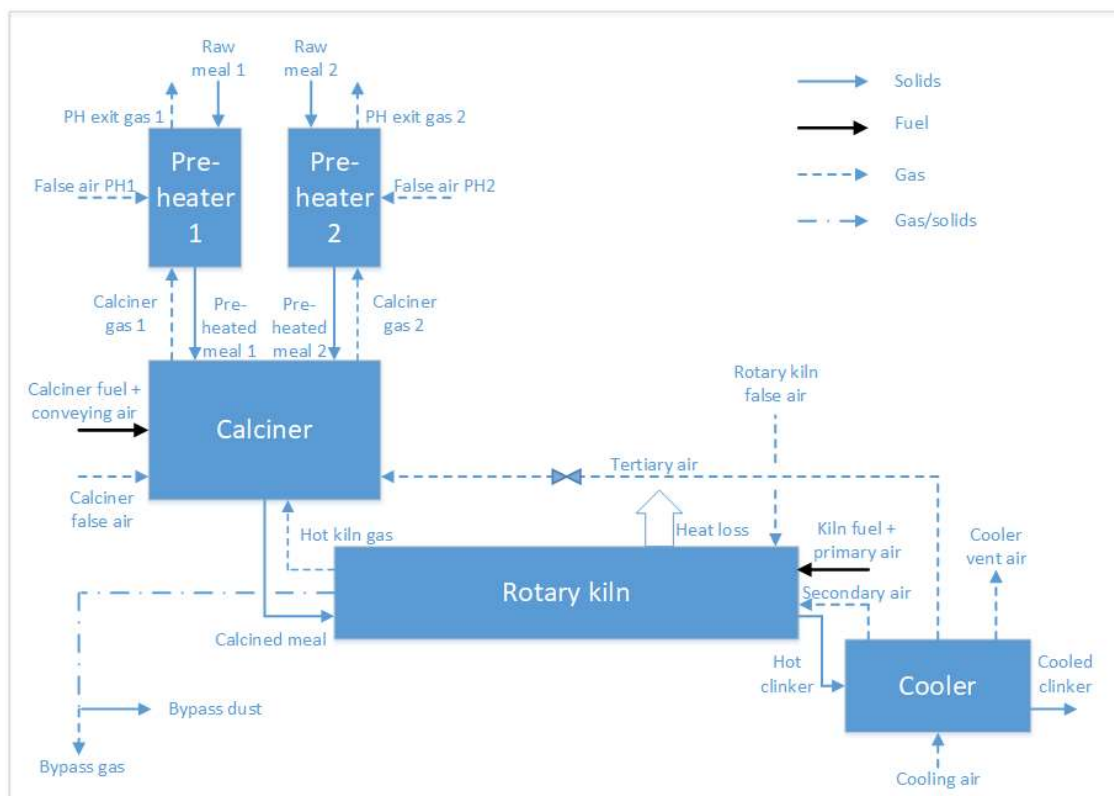 Raw
meal 1
Raw
meal 2
PH exit gas 1
PH exit gas 2
Solids
Fuel
Gas
Gas/solids
Pre-
heater
1
Pre-
heater
2
False air PH1
False air PH2
Calciner
gas 1
Pre-
heated
meal 1
Pre-
heated
meal 2
Calciner
gas 2
Calciner fuel +
conveying air
Calciner
Rotary kiln
false air
Calciner
false air
Tertiary air
Hot kiln gas
Heat loss
Kiln fuel +
primary air
Cooler
vent air
Rotary kiln
Secondary air
Calcined meal
Hot
clinker
Cooler
Cooled
clinker
Bypass dust
Bypass gas
Cooling air